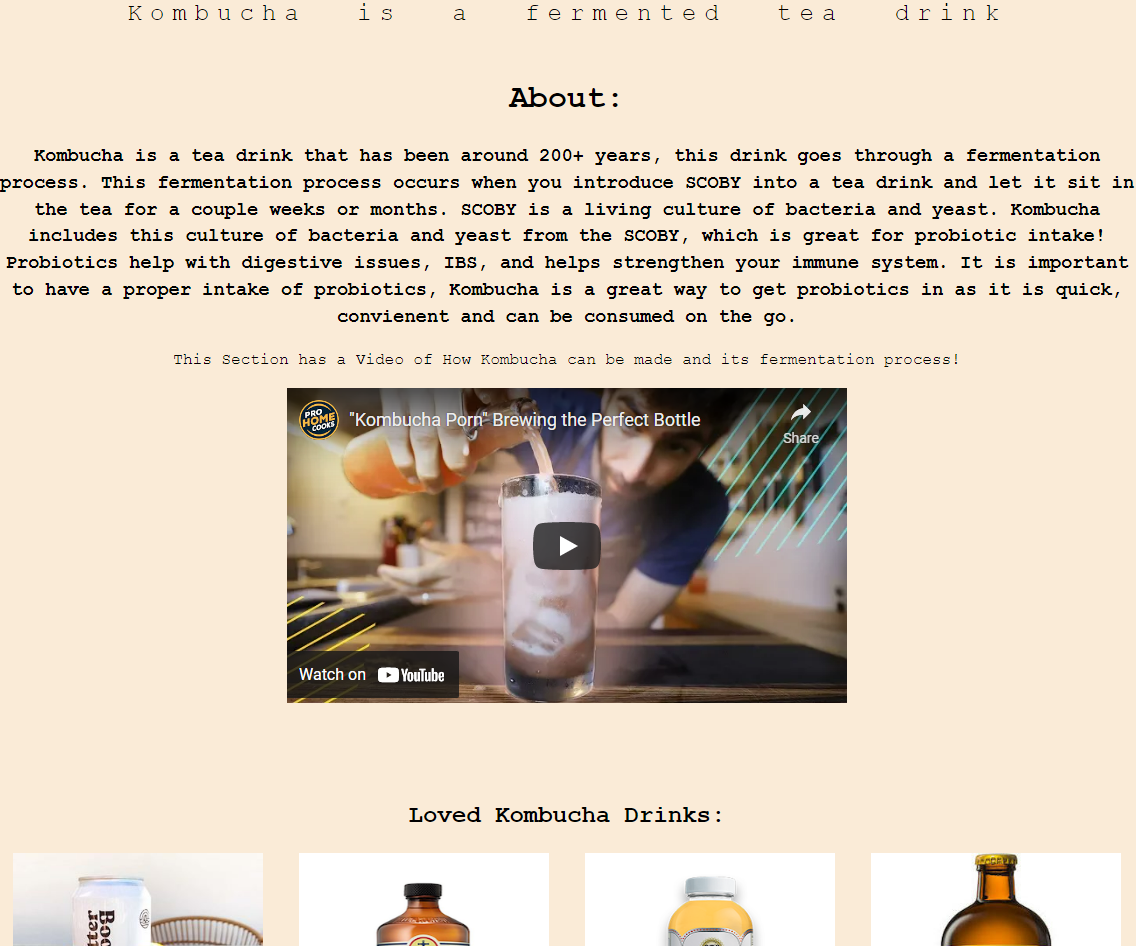 Kombucha is a fermented tea drink
About:
Kombucha is a tea drink that has been around 200+ years, this drink goes through a fermentation
process. This fermentation process occurs when you introduce SCOBY into a tea drink and let it sit in
the tea for a couple weeks or months. SCOBY is a living culture of bacteria and yeast. Kombucha
includes this culture of bacteria and yeast from the SCOBY, which is great for probiotic intake!
Probiotics help with digestive issues, IBS, and helps strengthen your immune system. It is important
to have a proper intake of probiotics, Kombucha is a great way to get probiotics in as it is quick,
convienent and can be consumed on the go.
This Section has a Video of How Kombucha can be made and its fermentation process!
PRO
HOME
COOKS
"Kombucha Porn" Brewing the Perfect Bottle
Share
Watch on YouTube
Loved Kombucha Drinks: